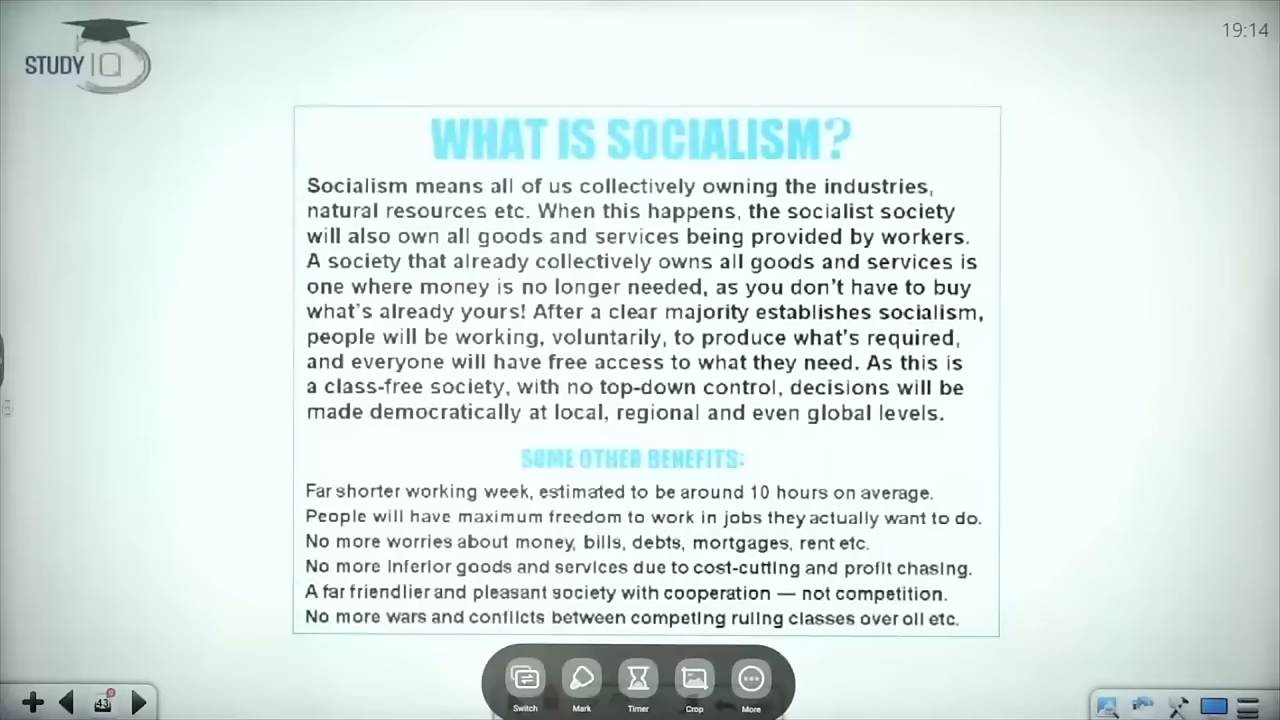 STUDY IQ
19:14
WHAT IS SOCIALISM?
Socialism means all of us collectively owning the industries,
natural resources etc. When this happens, the socialist society
will also own all goods and services being provided by workers.
A society that already collectively owns all goods and services is
one where money is no longer needed, as you don't have to buy
what's already yours! After a clear majority establishes socialism,
people will be working, voluntarily, to produce what's required,
and everyone will have free access to what they need. As this is
a class-free society, with no top-down control, decisions will be
made democratically at local, regional and even global levels.
SOME OTHER BENEFITS:
Far shorter working week, estimated to be around 10 hours on average.
People will have maximum freedom to work in jobs they actually want to do.
No more worries about money, bills, debts, mortgages, rent etc.
No more inferior goods and services due to cost-cutting and profit chasing.
A far friendlier and pleasant society with cooperation — not competition.
No more wars and conflicts between competing ruling classes over oil etc.
Switch Mark Timer Crop More
43